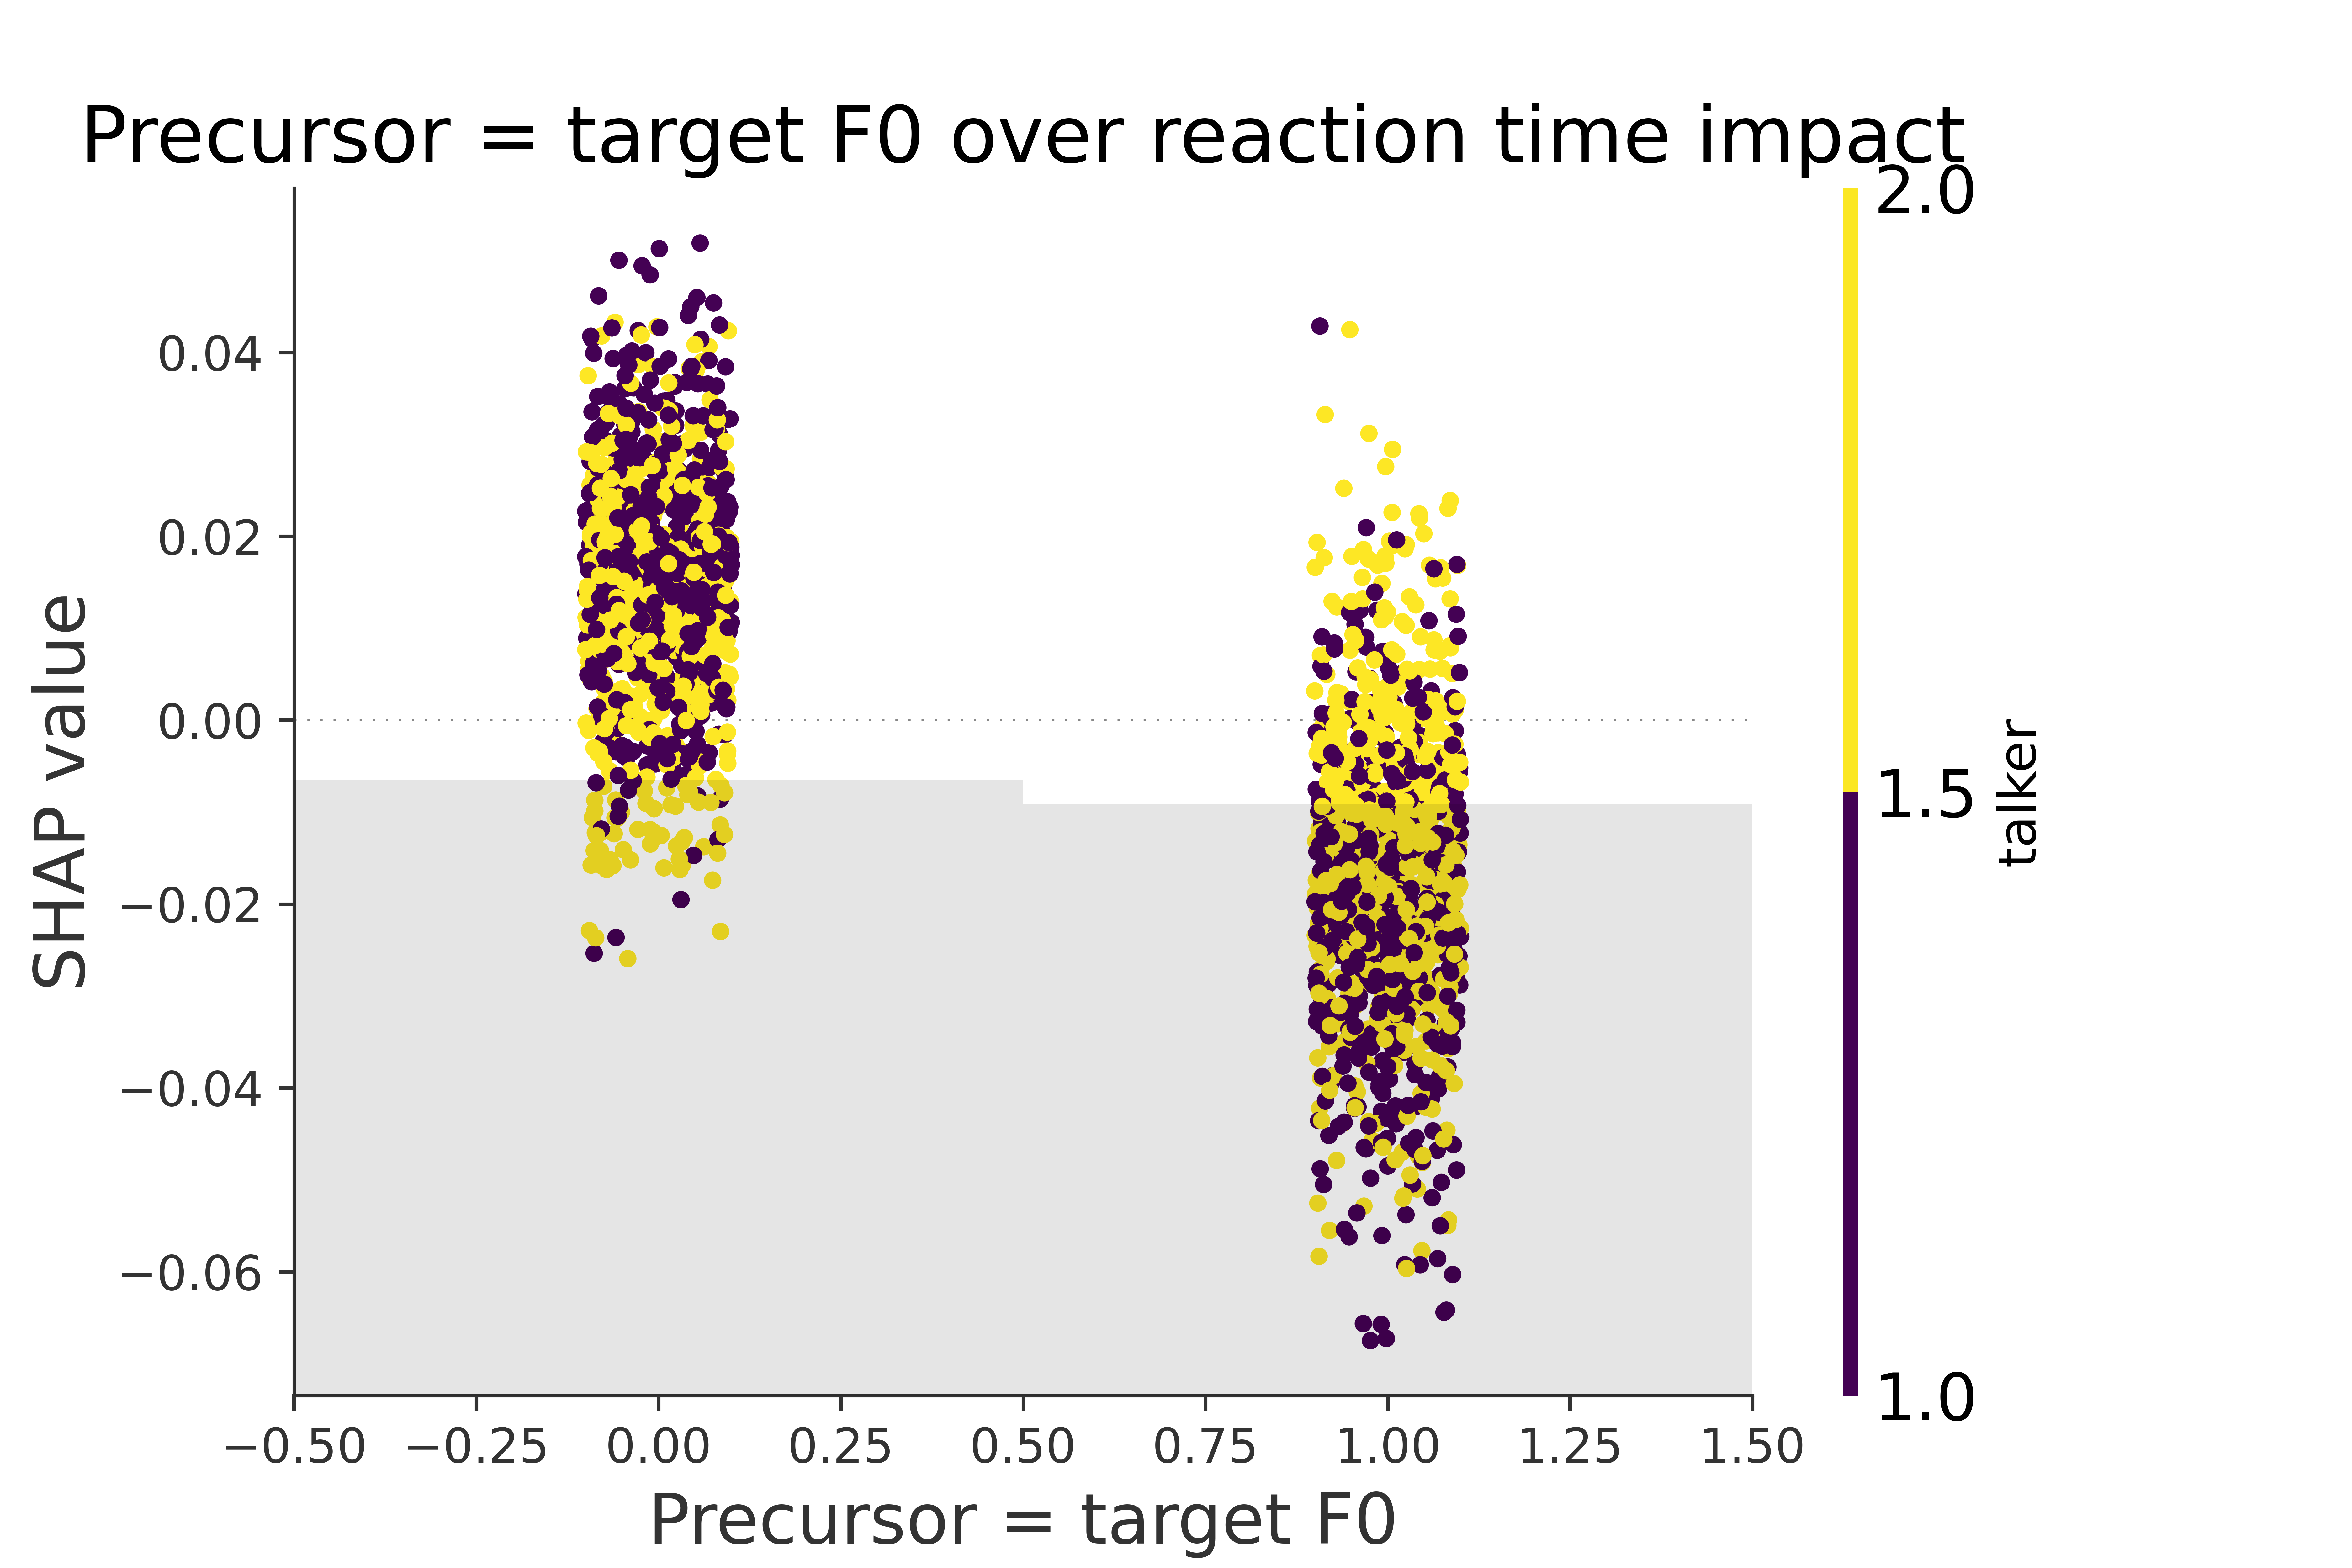 Precursor = target F0 over reaction time impact
SHAP value
0.04
0.02
0.00
−0.02
−0.04
−0.06
−0.50 −0.25 0.00 0.25 0.50 0.75 1.00 1.25 1.50
Precursor = target F0
2.0
1.5
1.0
talker